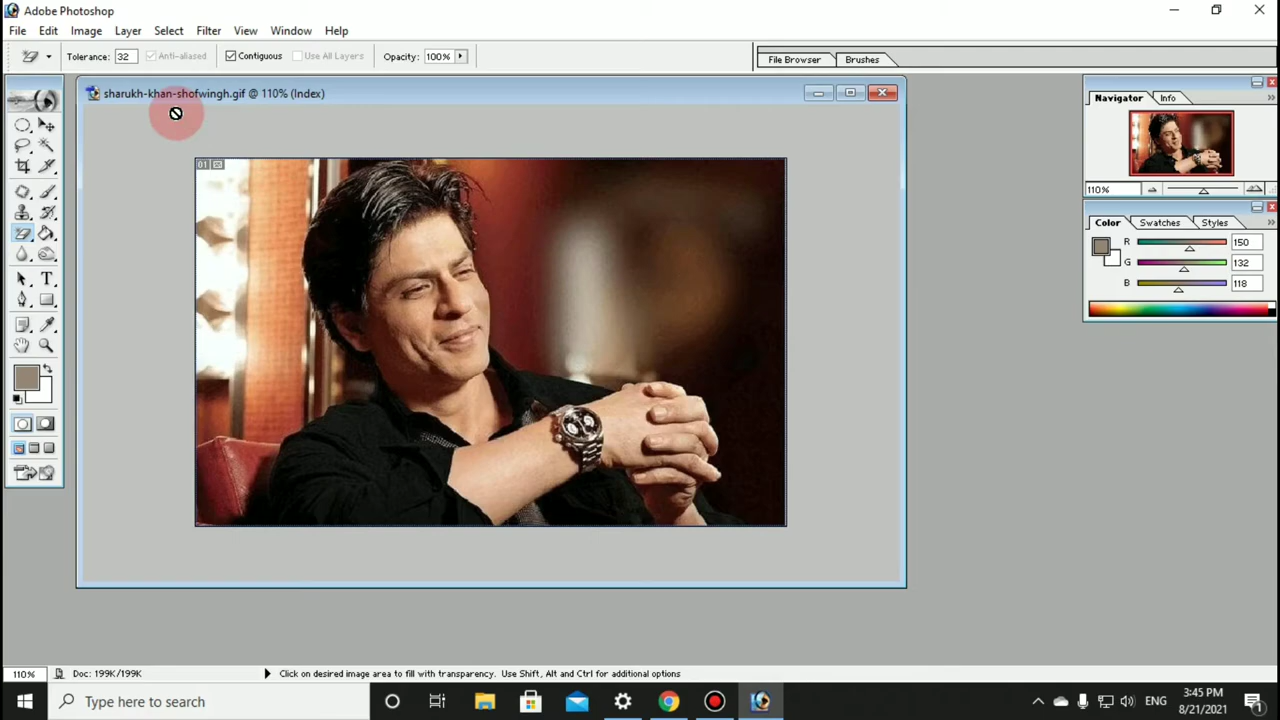 Adobe Photoshop
File Edit Image Layer Select Filter View Window Help
Tolerance: 32 Anti-aliased Contiguous Use All Layers Opacity: 100%
File Browser Brushes
sharukh-khan-shofwingh.gif @ 110% (Index)
01
Navigator Info
110%
Color Swatches Styles
R 150
G 132
B 118
110% Doc: 199K/199K Click on desired image area to fill with transparency. Use Shift, Alt and Ctrl for additional options
Type here to search
ENG
3:45 PM
8/21/2021
1